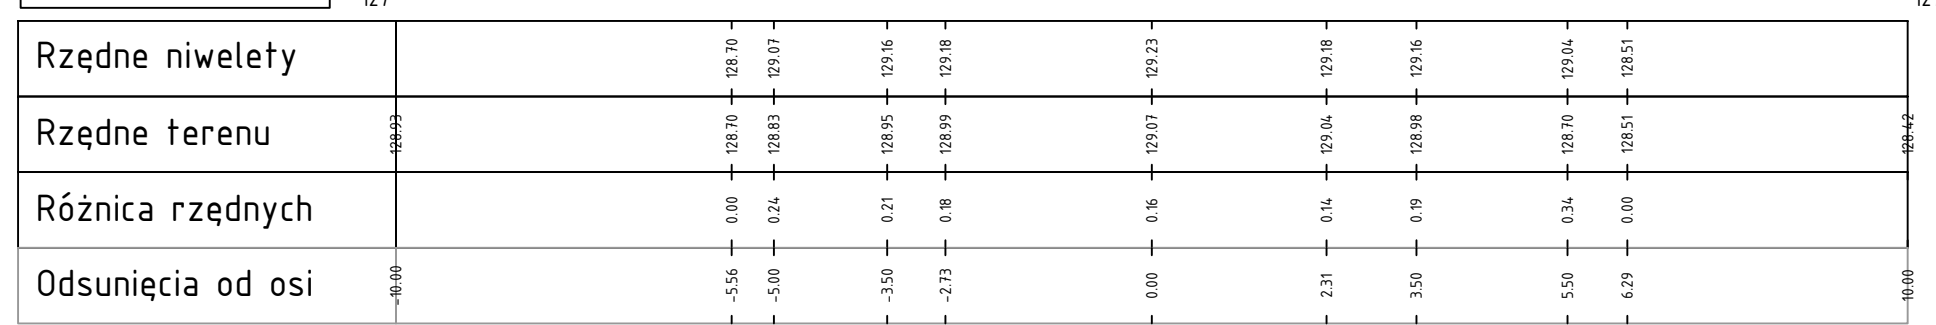 Rzędne niwelety 128.70 129.07 129.16 129.18 129.23 129.18 129.16 129.04 128.51
Rzędne terenu 128.93 128.70 128.83 128.95 128.99 129.07 129.04 128.98 128.70 128.51 128.42
Różnica rzędnych 0.00 0.24 0.21 0.18 0.16 0.14 0.19 0.34 0.00
Odsunięcia od osi -10.00 -5.56 -5.00 -3.50 -2.73 0.00 2.31 3.50 5.50 6.29 10.00